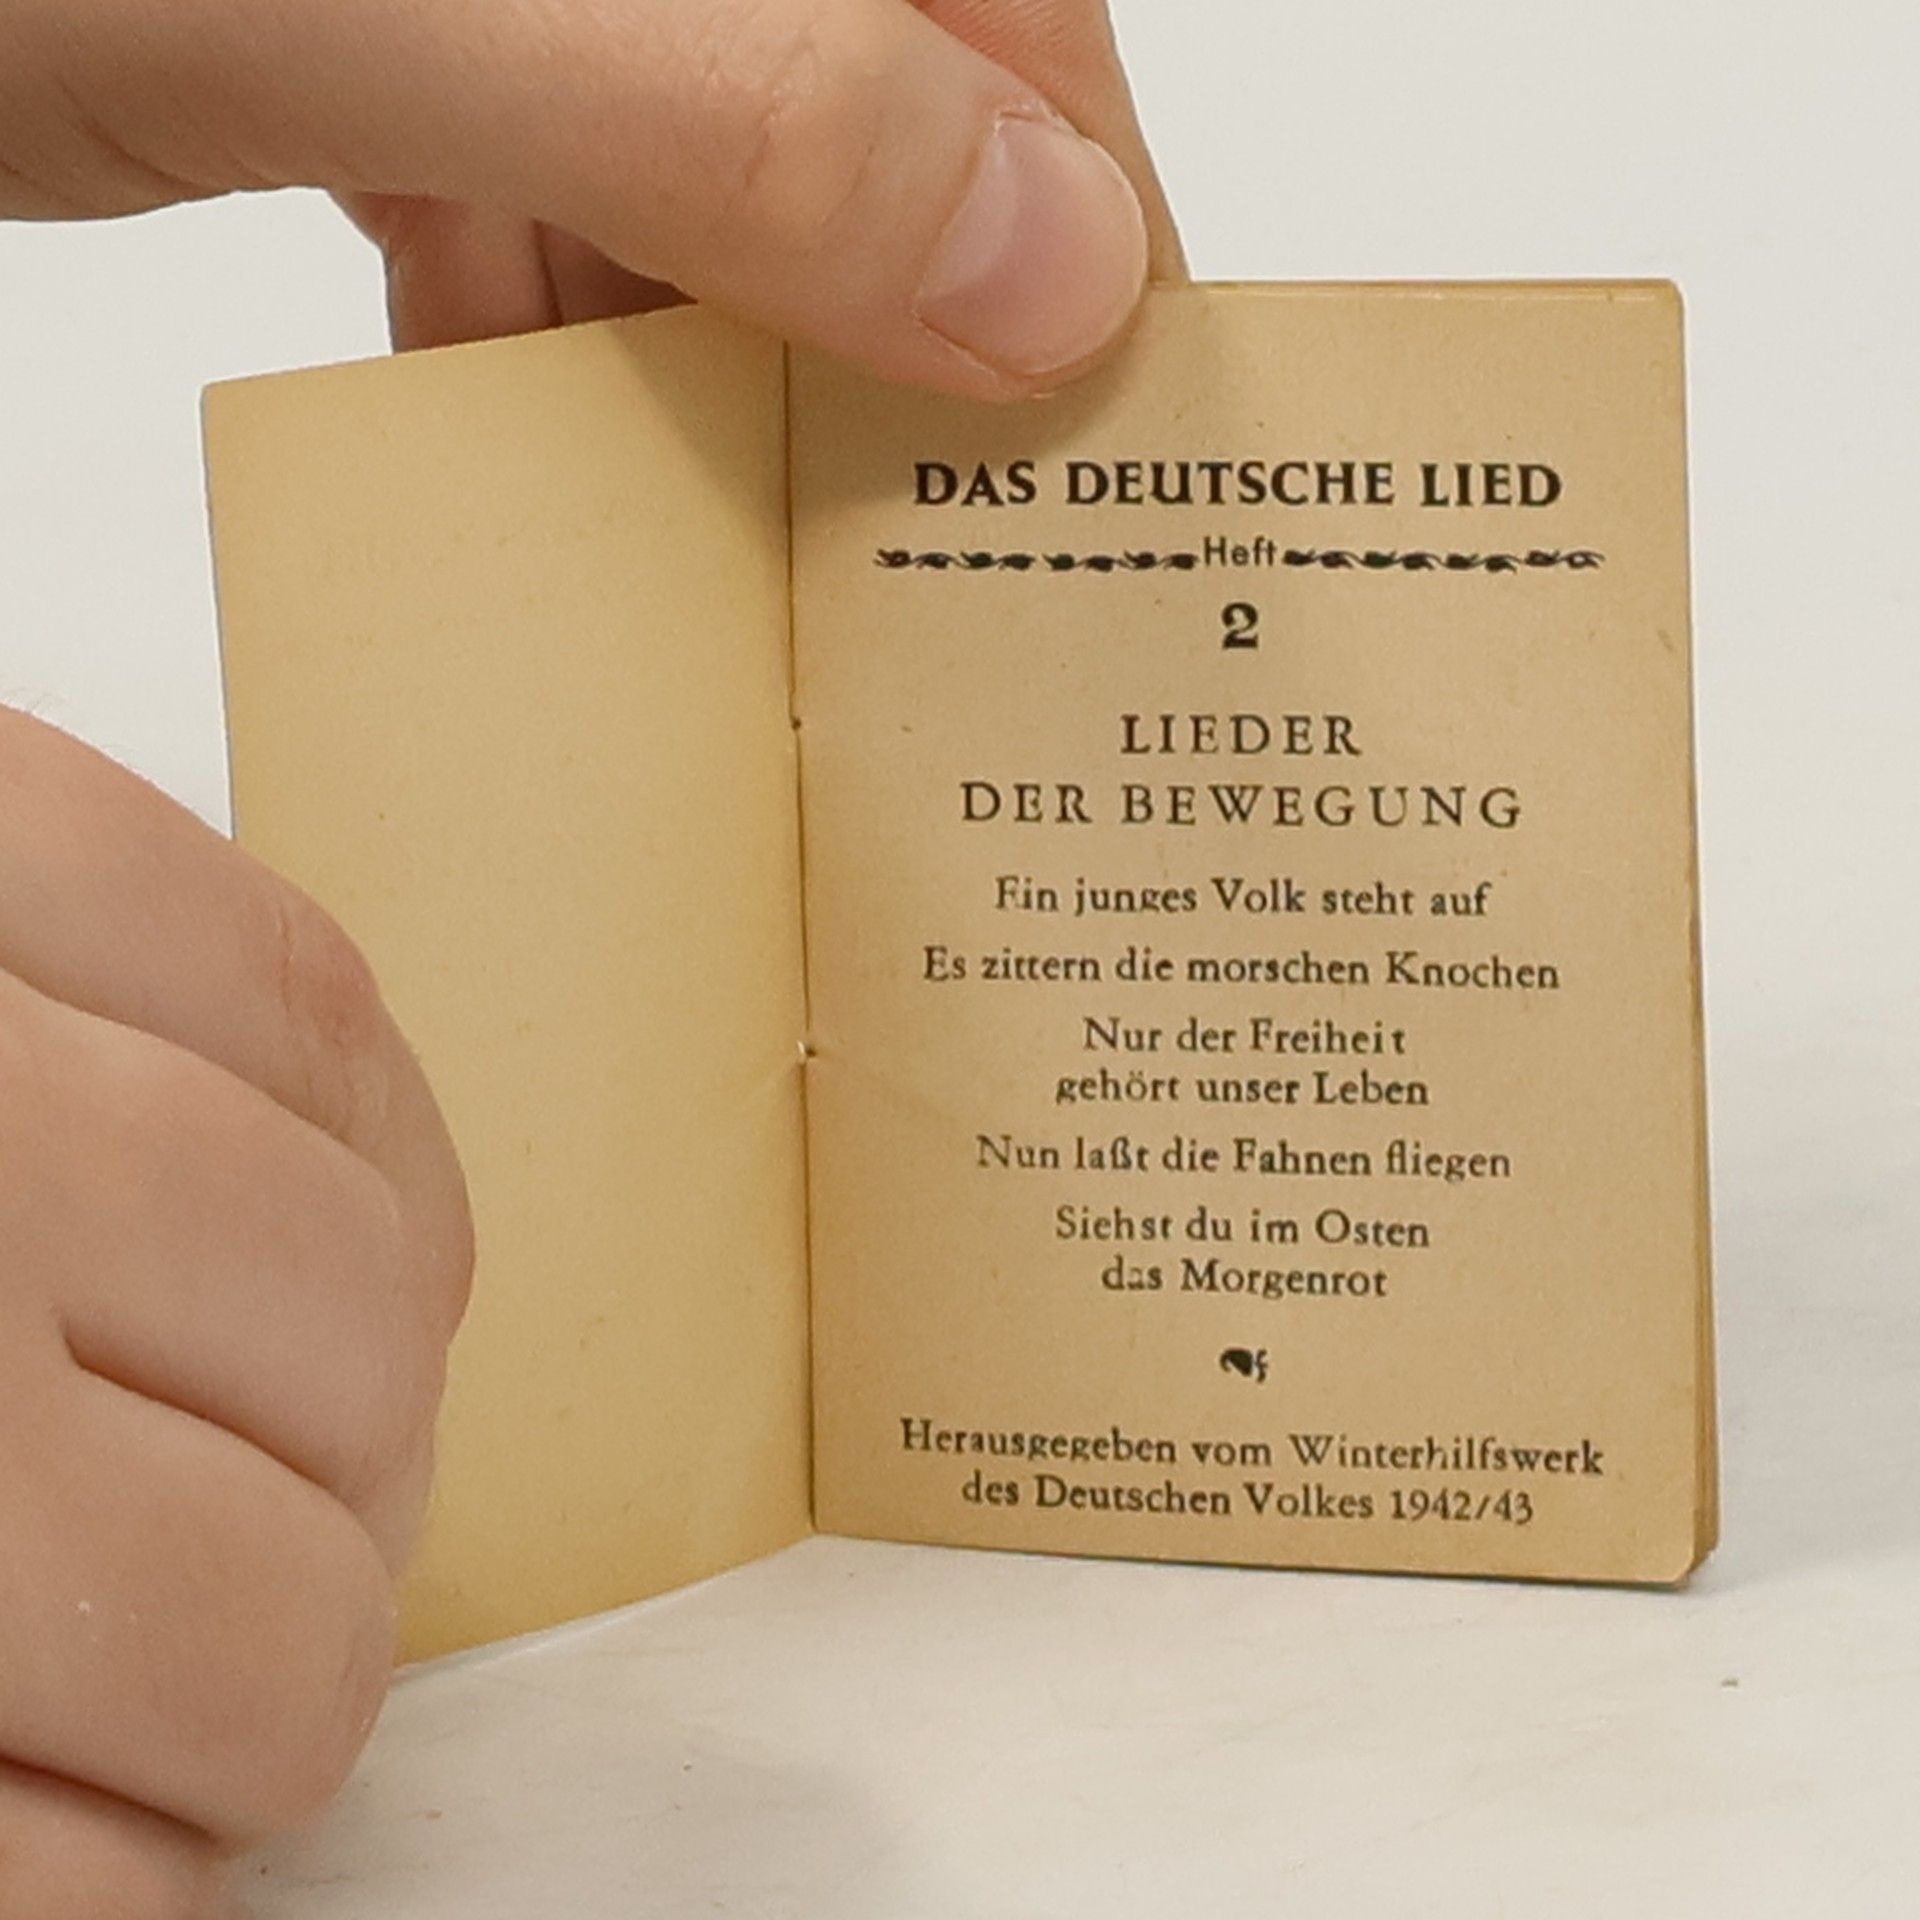 DAS DEUTSCHE LIED
Heft
2
LIEDER
DER BEWEGUNG
Ein junges Volk steht auf
Es zittern die morschen Knochen
Nur der Freiheit
gehört unser Leben
Nun laßt die Fahnen fliegen
Siehst du im Osten
das Morgenrot
Herausgegeben vom Winterhilfswerk
des Deutschen Volkes 1942/43